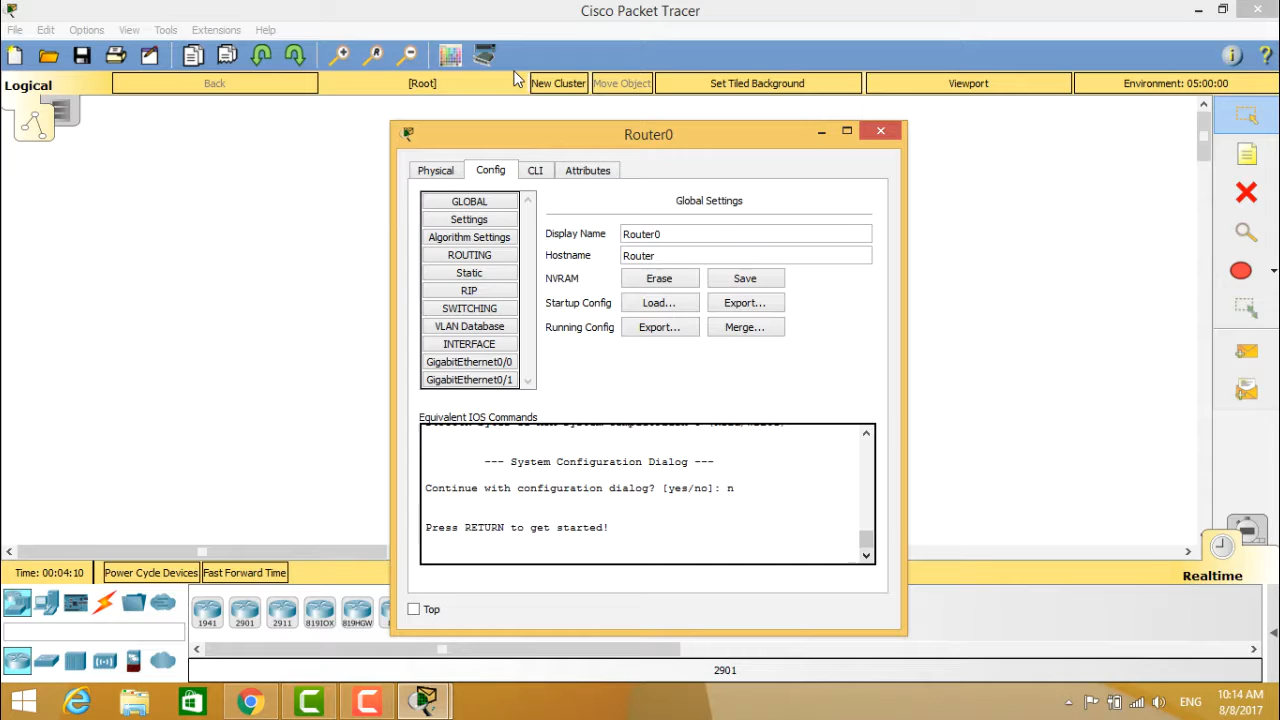 Cisco Packet Tracer
File Edit Options View Tools Extensions Help
Logical
Back
[Root]
New Cluster
Move Object
Set Tiled Background
Viewport
Environment: 05:00:00
Router0
Physical Config CLI Attributes
GLOBAL
Settings
Algorithm Settings
ROUTING
Static
RIP
SWITCHING
VLAN Database
INTERFACE
GigabitEthernet0/0
GigabitEthernet0/1
Global Settings
Display Name Router0
Hostname Router
NVRAM Erase Save
Startup Config Load... Export...
Running Config Export... Merge...
Equivalent IOS Commands
--- System Configuration Dialog ---
Continue with configuration dialog? [yes/no]: n
Press RETURN to get started!
Top
Time: 00:04:10
Power Cycle Devices
Fast Forward Time
Realtime
1941 2901 2911 819IOX 819HGW
2901
ENG
10:14 AM
8/8/2017